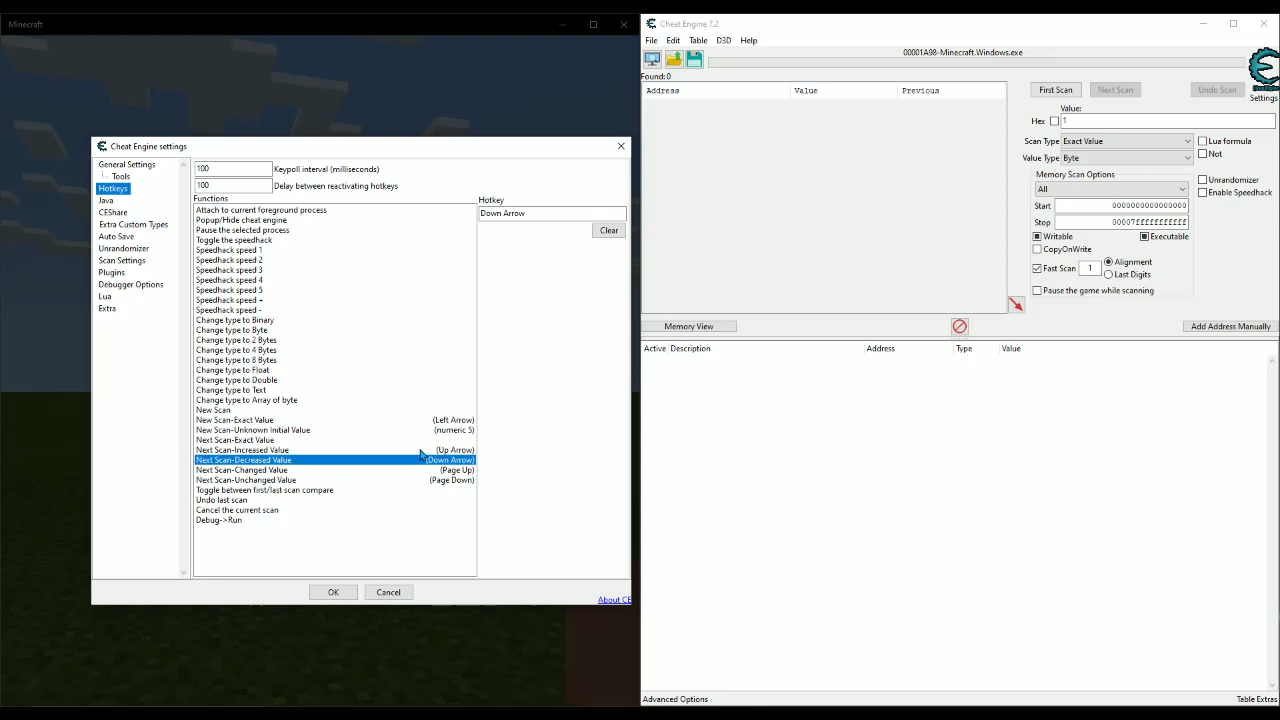 Minecraft
Cheat Engine 7.2
File Edit Table D3D Help
00001A98-Minecraft.Windows.exe
Found:0
Address Value Previous
First Scan Next Scan Undo Scan
Settings
Value:
Hex 1
Scan Type Exact Value
Lua formula
Value Type Byte
Not
Memory Scan Options
All
Unrandomizer
Enable Speedhack
Start 0000000000000000
Stop 00007fffffffffff
Writable Executable
CopyOnWrite
Fast Scan 1 Alignment
Last Digits
Pause the game while scanning
Memory View
Add Address Manually
Active Description Address Type Value
Advanced Options
Table Extras
Cheat Engine settings
General Settings
Tools
Hotkeys
Java
CEShare
Extra Custom Types
Auto Save
Unrandomizer
Scan Settings
Plugins
Debugger Options
Lua
Extra
100 Keypoll interval (milliseconds)
100 Delay between reactivating hotkeys
Functions
Hotkey
Down Arrow
Clear
Attach to current foreground process
Popup/Hide cheat engine
Pause the selected process
Toggle the speedhack
Speedhack speed 1
Speedhack speed 2
Speedhack speed 3
Speedhack speed 4
Speedhack speed 5
Speedhack speed +
Speedhack speed -
Change type to Binary
Change type to Byte
Change type to 2 Bytes
Change type to 4 Bytes
Change type to 8 Bytes
Change type to Float
Change type to Double
Change type to Text
Change type to Array of byte
New Scan
New Scan-Exact Value (Left Arrow)
New Scan-Unknown Initial Value (numeric 5)
Next Scan-Exact Value
Next Scan-Increased Value (Up Arrow)
Next Scan-Decreased Value (Down Arrow)
Next Scan-Changed Value (Page Up)
Next Scan-Unchanged Value (Page Down)
Toggle between first/last scan compare
Undo last scan
Cancel the current scan
Debug->Run
OK Cancel
About CE